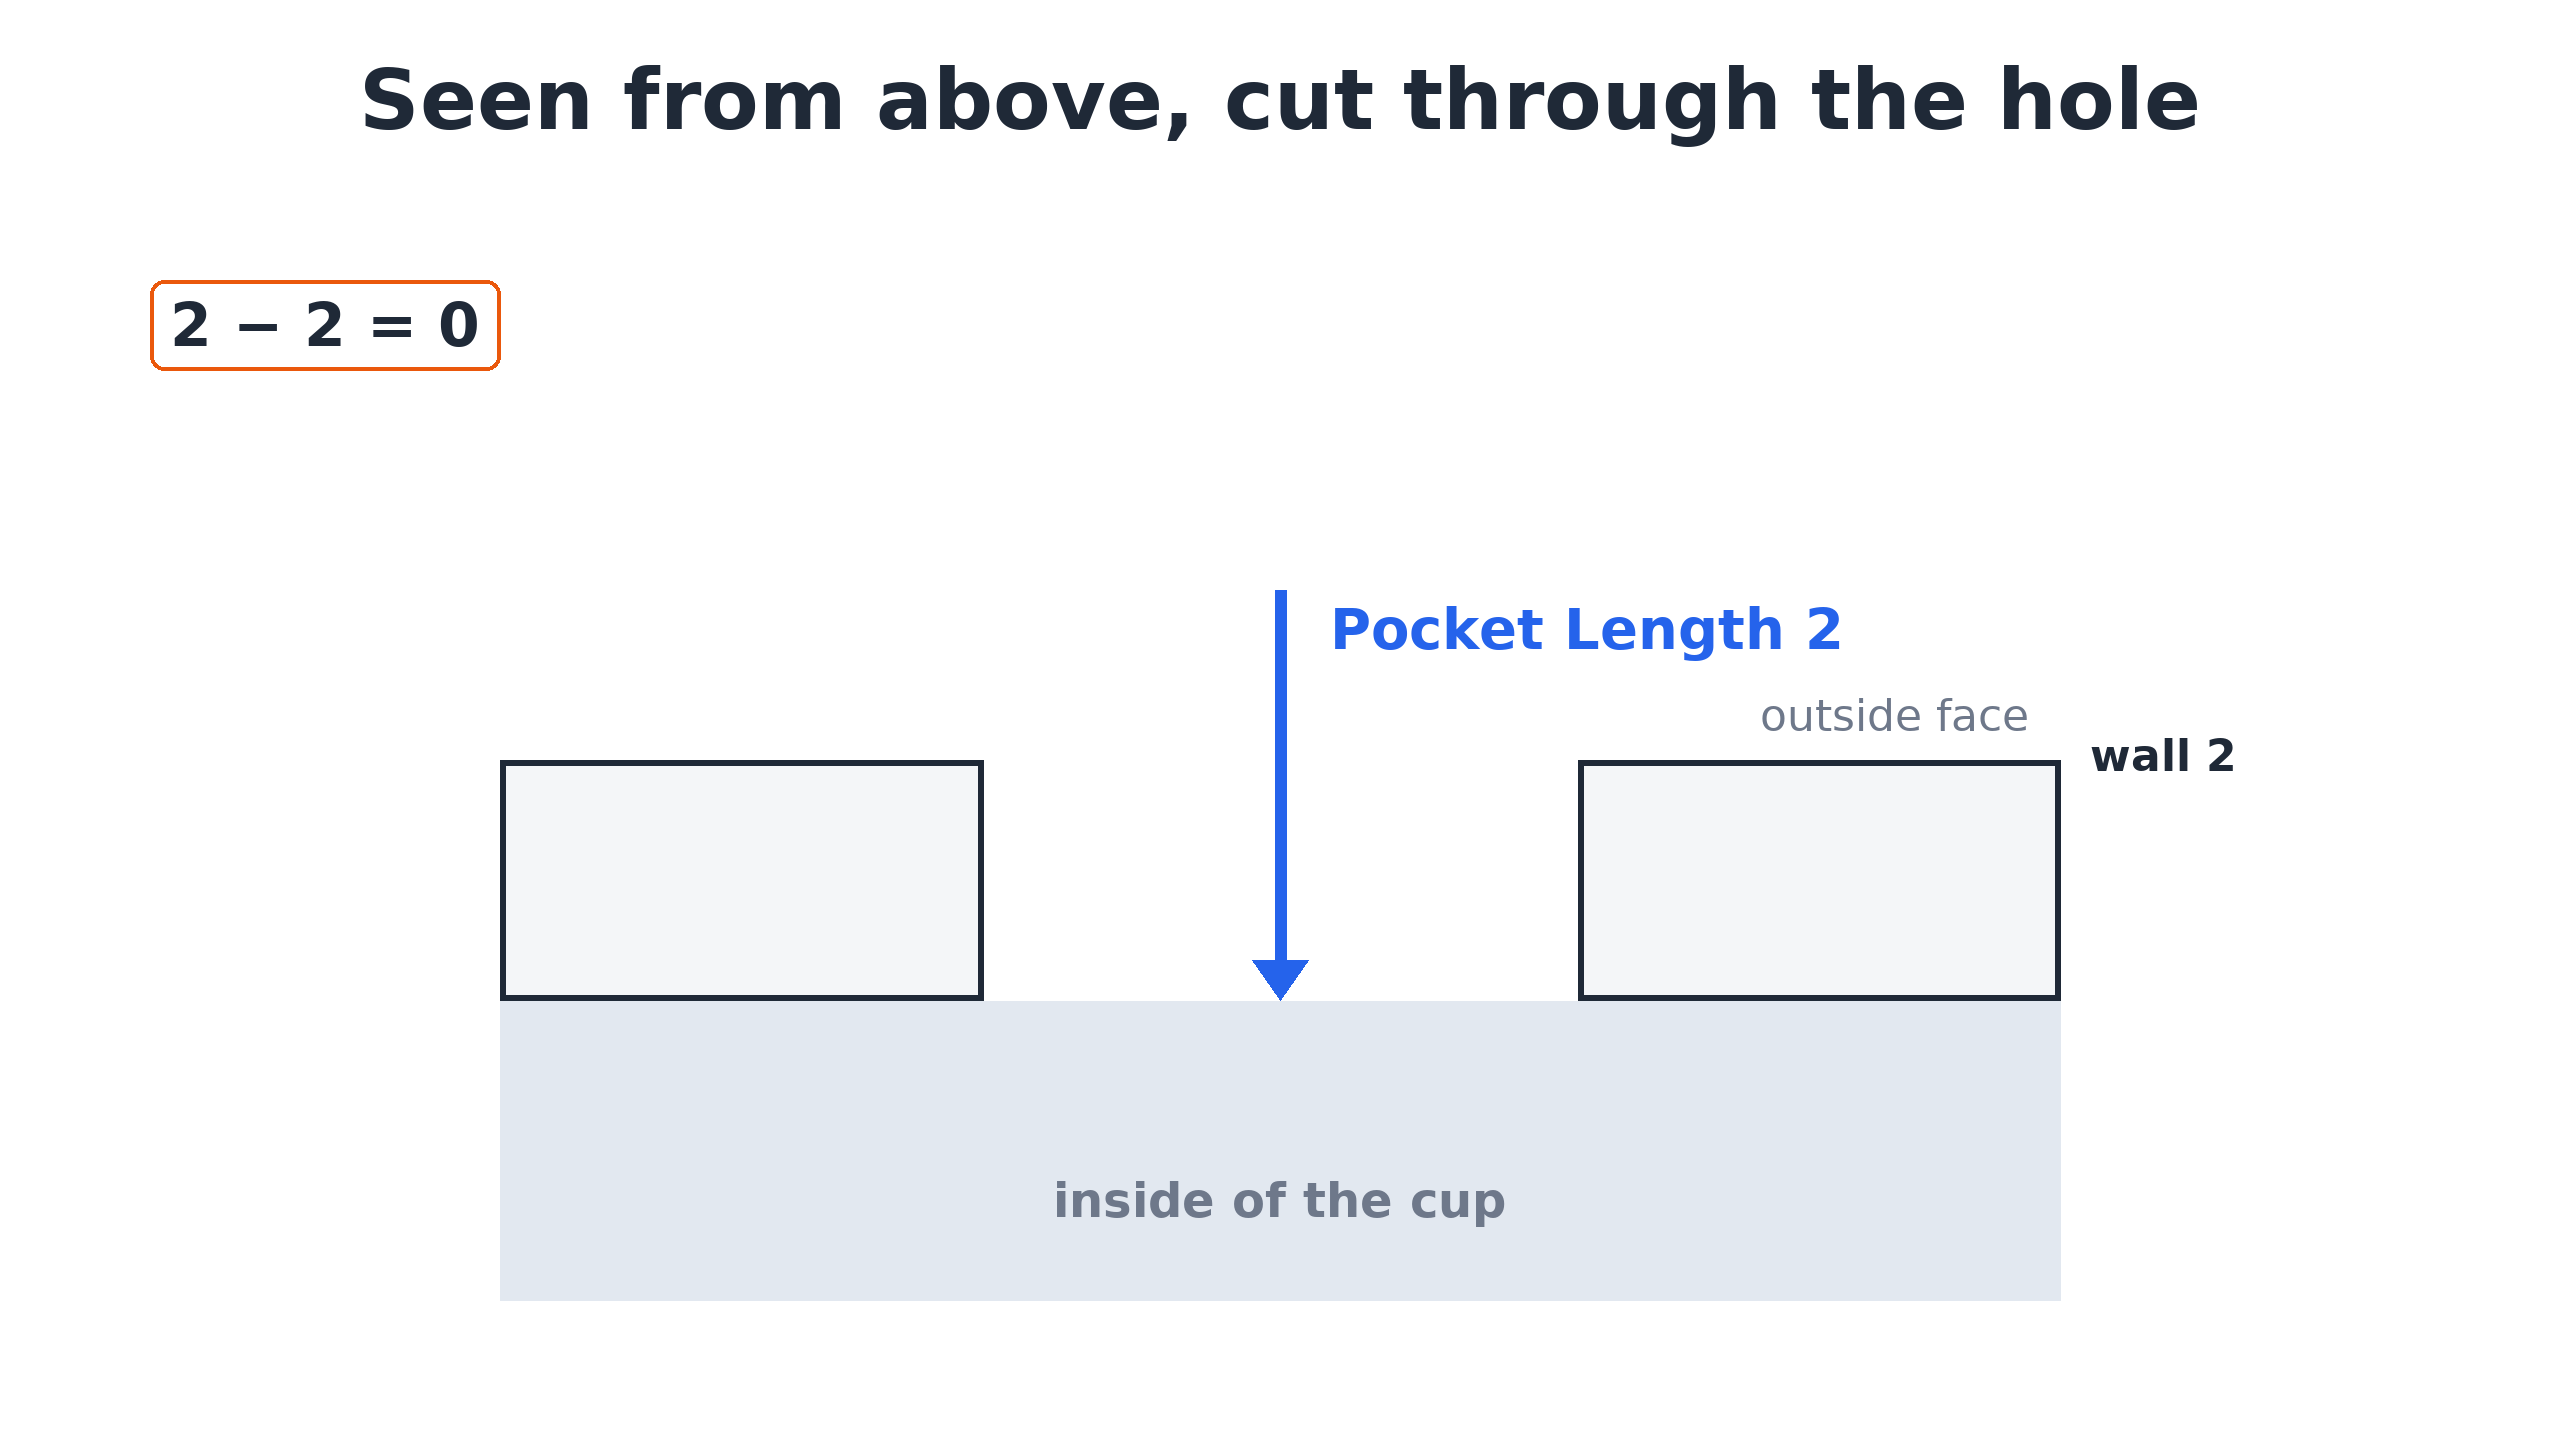 Seen from above, cut through the hole
2 − 2 = 0
Pocket Length 2
outside face
wall 2
inside of the cup